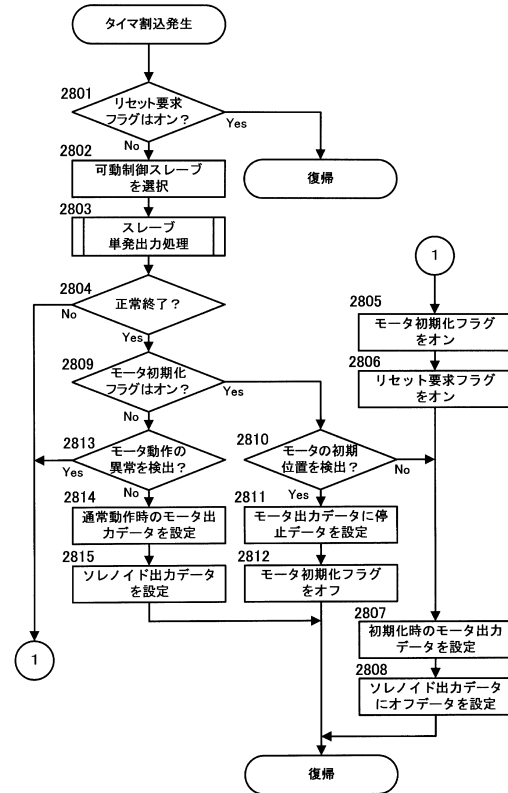 タイマ割込発生
2801
リセット要求
フラグはオン？
Yes
No
復帰
2802
可動制御スレーブ
を選択
2803
スレーブ
単発出力処理
2804
正常終了？
No
Yes
2809
モータ初期化
フラグはオン？
Yes
No
2813
モータ動作の
異常を検出？
Yes
No
2814
通常動作時のモータ出
力データを設定
2815
ソレノイド出力データ
を設定
1
2810
モータの初期
位置を検出？
No
Yes
2811
モータ出力データに停
止データを設定
2812
モータ初期化フラグ
をオフ
1
2805
モータ初期化フラグ
をオン
2806
リセット要求フラグ
をオン
2807
初期化時のモータ出力
データを設定
2808
ソレノイド出力データ
にオフデータを設定
復帰